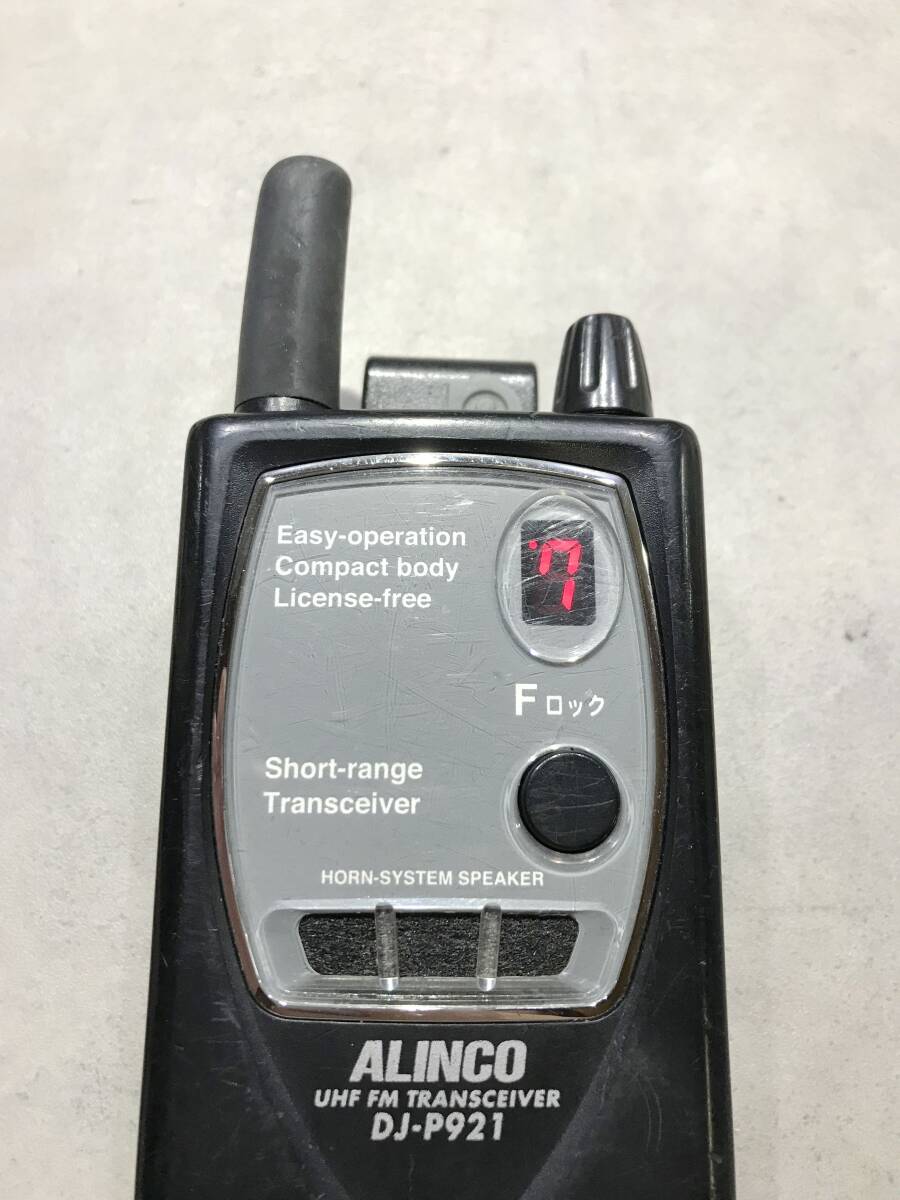 Easy-operation
Compact body
License-free
7
F ロック
Short-range
Transceiver
HORN-SYSTEM SPEAKER
ALINCO
UHF FM TRANSCEIVER
DJ-P921